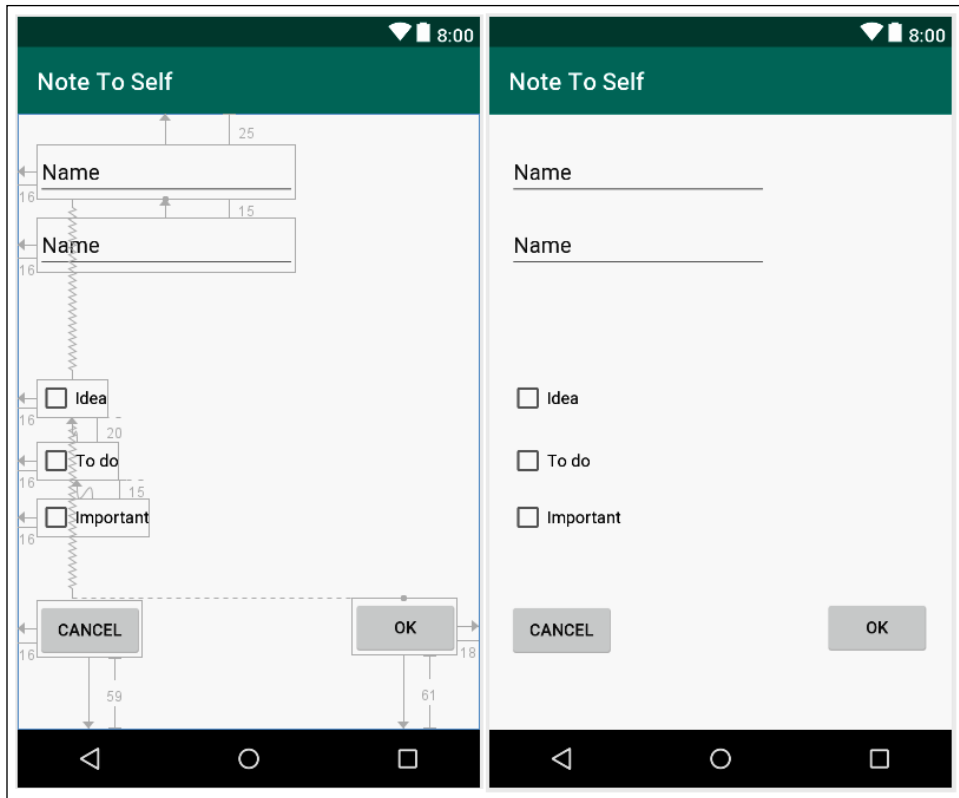 8:00
Note To Self
25
Name
16
15
Name
16
Idea
16
20
To do
16
15
Important
16
CANCEL
OK
16
18
59
61
8:00
Note To Self
Name
Name
Idea
To do
Important
CANCEL
OK